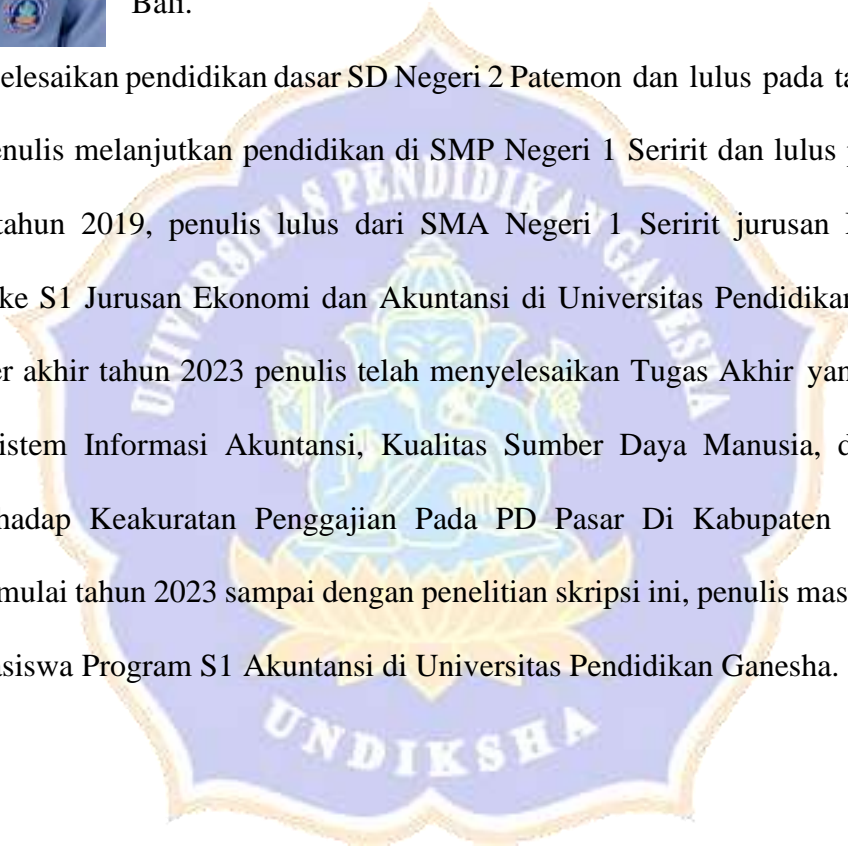 Bali.
elesaikan pendidikan dasar SD Negeri 2 Patemon dan lulus pada ta
enulis melanjutkan pendidikan di SMP Negeri 1 Seririt dan lulus p
tahun 2019, penulis lulus dari SMA Negeri 1 Seririt jurusan
ke S1 Jurusan Ekonomi dan Akuntansi di Universitas Pendidikan
er akhir tahun 2023 penulis telah menyelesaikan Tugas Akhir yan
istem Informasi Akuntansi, Kualitas Sumber Daya Manusia, d
hadap Keakuratan Penggajian Pada PD Pasar Di Kabupaten
mulai tahun 2023 sampai dengan penelitian skripsi ini, penulis mas
asiswa Program S1 Akuntansi di Universitas Pendidikan Ganesha.
UNIVERSITAS PENDIDIKAN GANESHA
UNDIKSHA